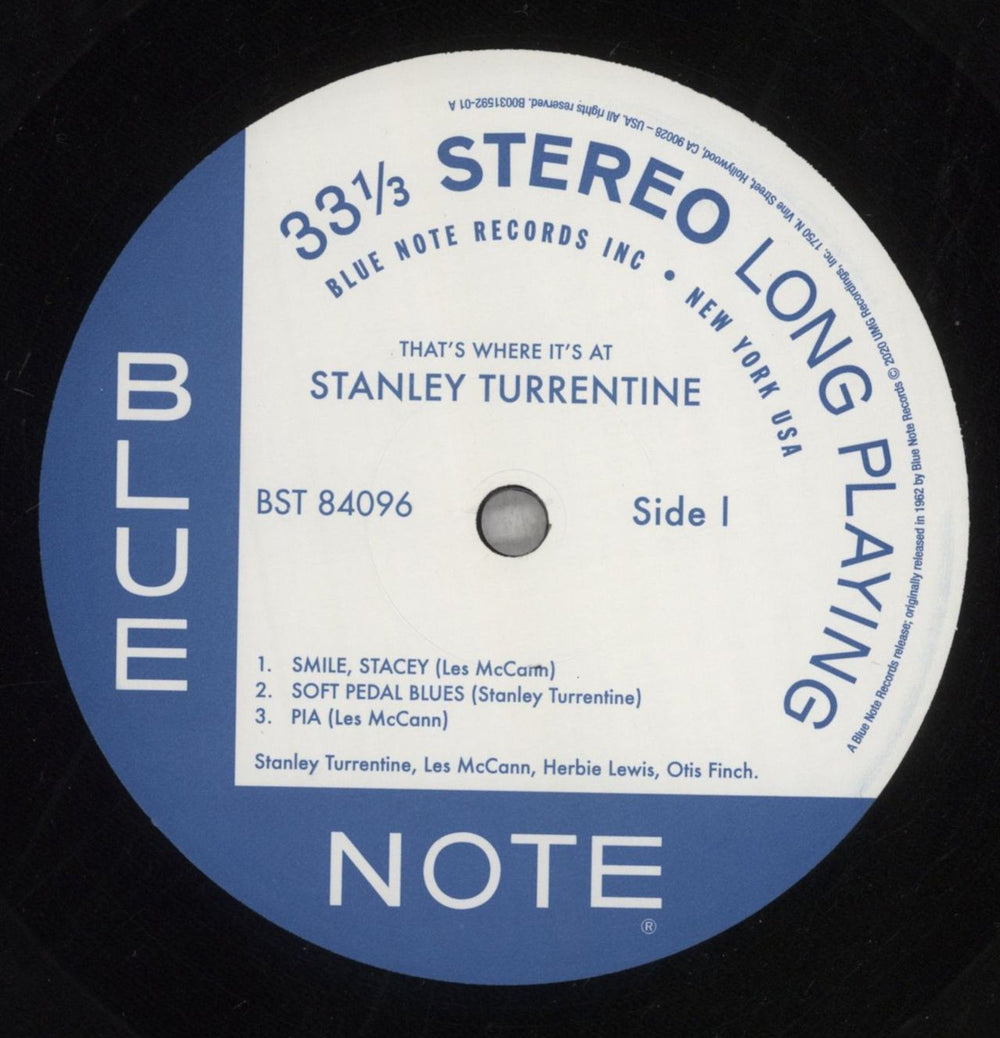 33⅓ STEREO LONG PLAYING
BLUE NOTE RECORDS INC • NEW YORK USA
A Blue Note Records release; originally released in 1962 by Blue Note Records © 2020 UMG Recordings, Inc. 1750 N. Vine Street, Hollywood, CA 90028 – USA. All rights reserved. B0031592-01 A
THAT'S WHERE IT'S AT
STANLEY TURRENTINE
BST 84096
Side I
1. SMILE, STACEY (Les McCann)
2. SOFT PEDAL BLUES (Stanley Turrentine)
3. PIA (Les McCann)
Stanley Turrentine, Les McCann, Herbie Lewis, Otis Finch.
BLUE
NOTE
®